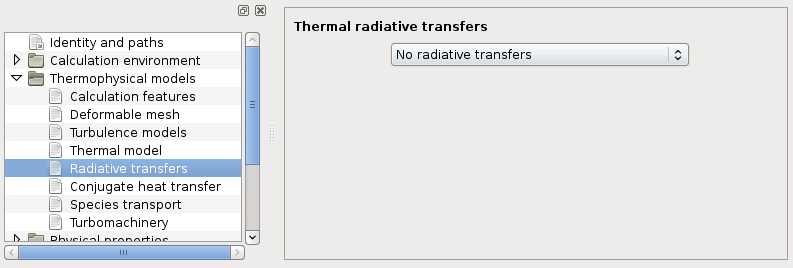 Identity and paths
Calculation environment
Thermophysical models
Calculation features
Deformable mesh
Turbulence models
Thermal model
Radiative transfers
Conjugate heat transfer
Species transport
Turbomachinery
Physical properties
Thermal radiative transfers
No radiative transfers